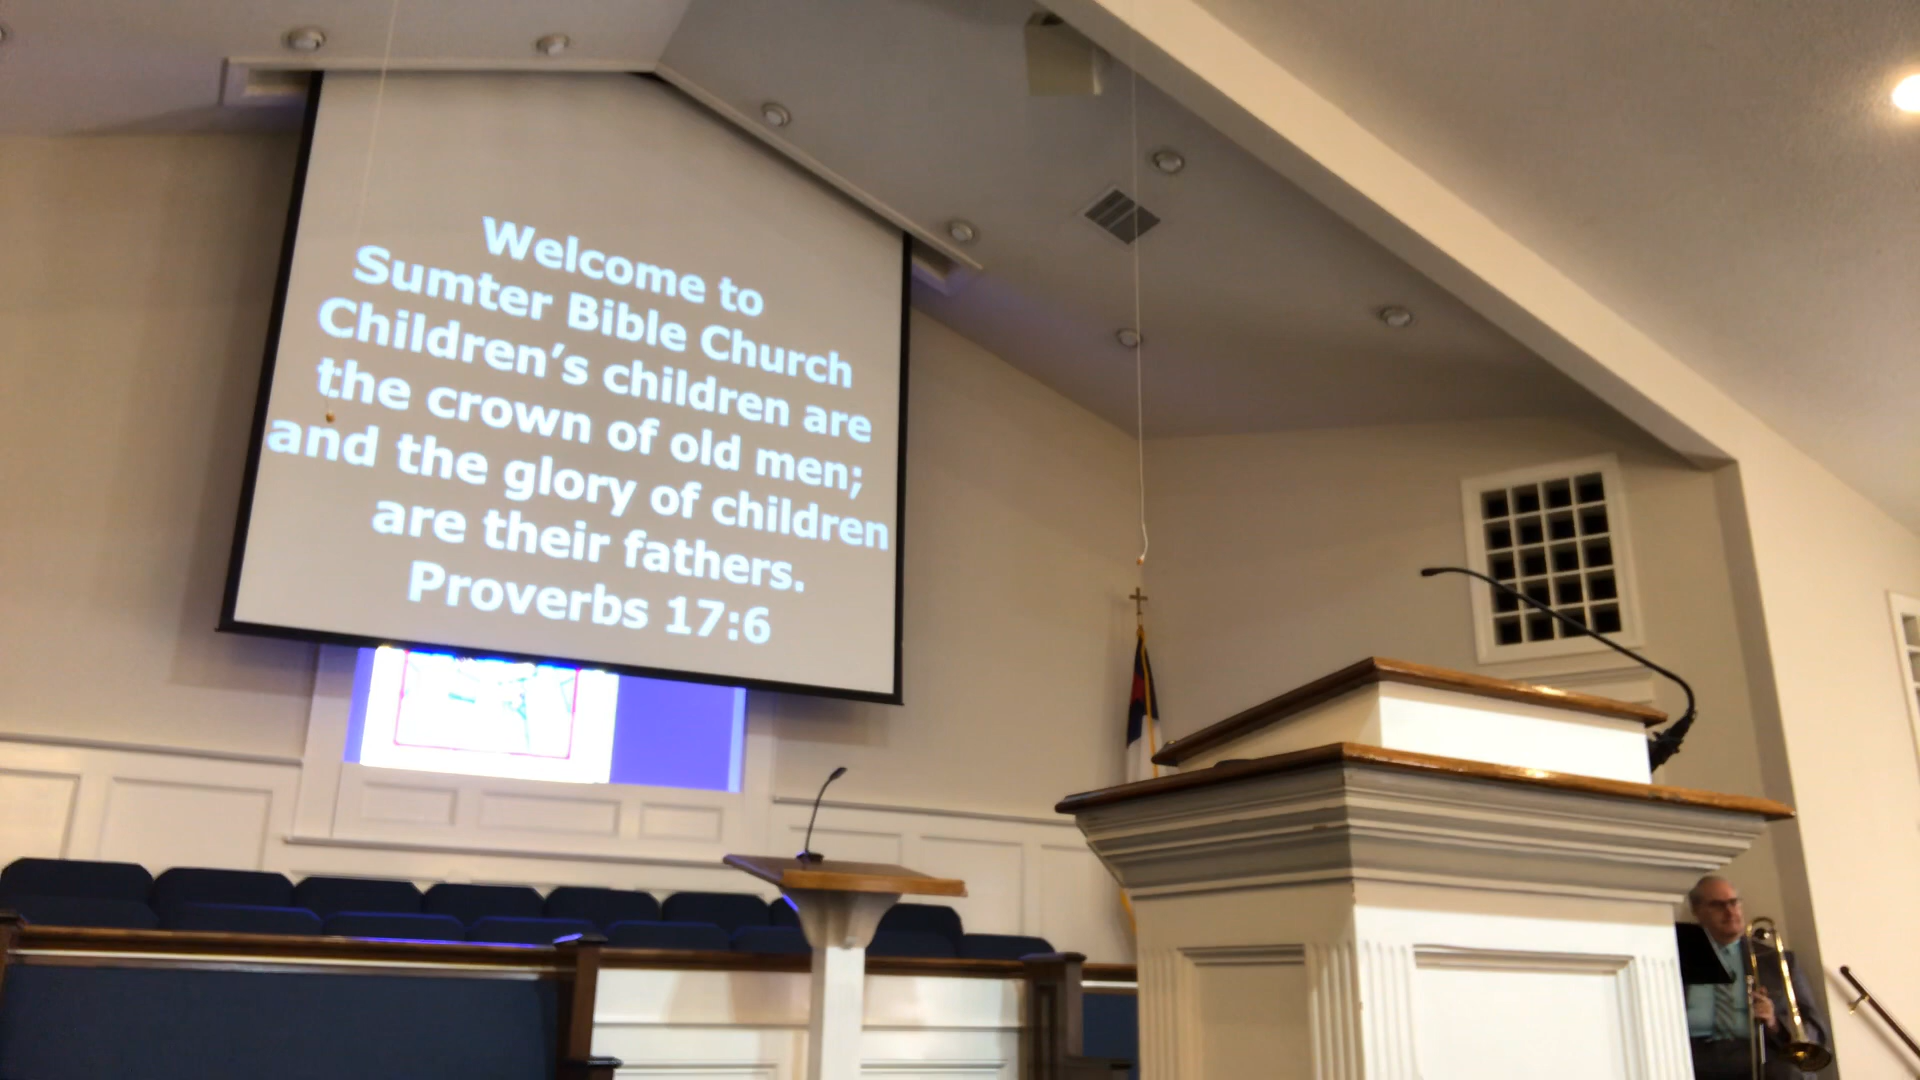 Welcome to
Sumter Bible Church
Children’s children are
the crown of old men;
and the glory of children
are their fathers.
Proverbs 17:6